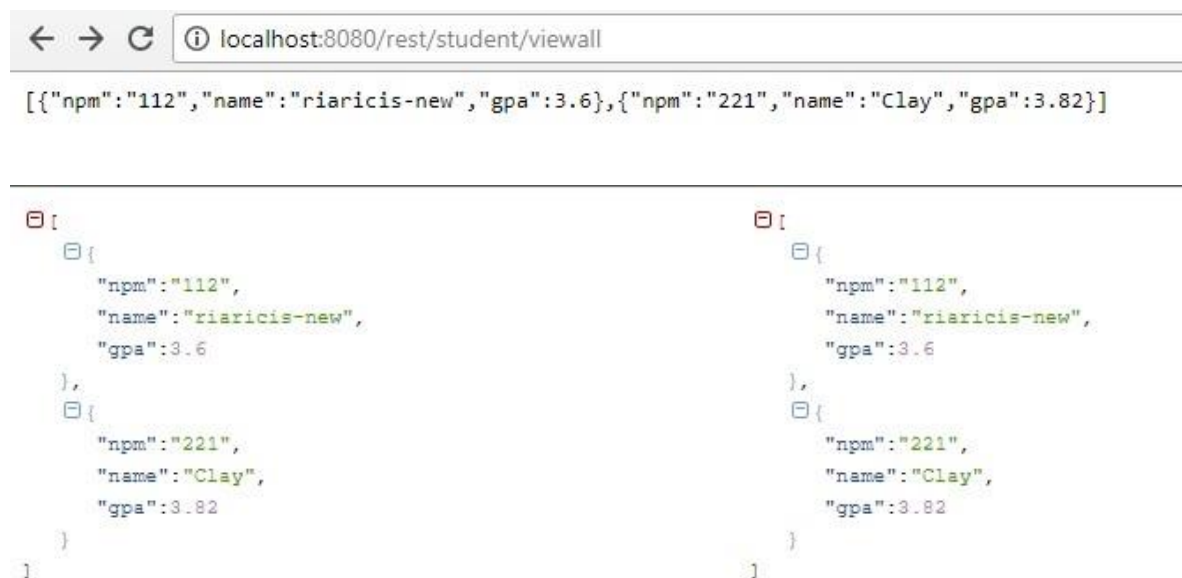 localhost:8080/rest/student/viewall
[{"npm":"112","name":"riaricis-new","gpa":3.6},{"npm":"221","name":"Clay","gpa":3.82}]
[
{
"npm":"112",
"name":"riaricis-new",
"gpa":3.6
},
{
"npm":"221",
"name":"Clay",
"gpa":3.82
}
]
[
{
"npm":"112",
"name":"riaricis-new",
"gpa":3.6
},
{
"npm":"221",
"name":"Clay",
"gpa":3.82
}
]